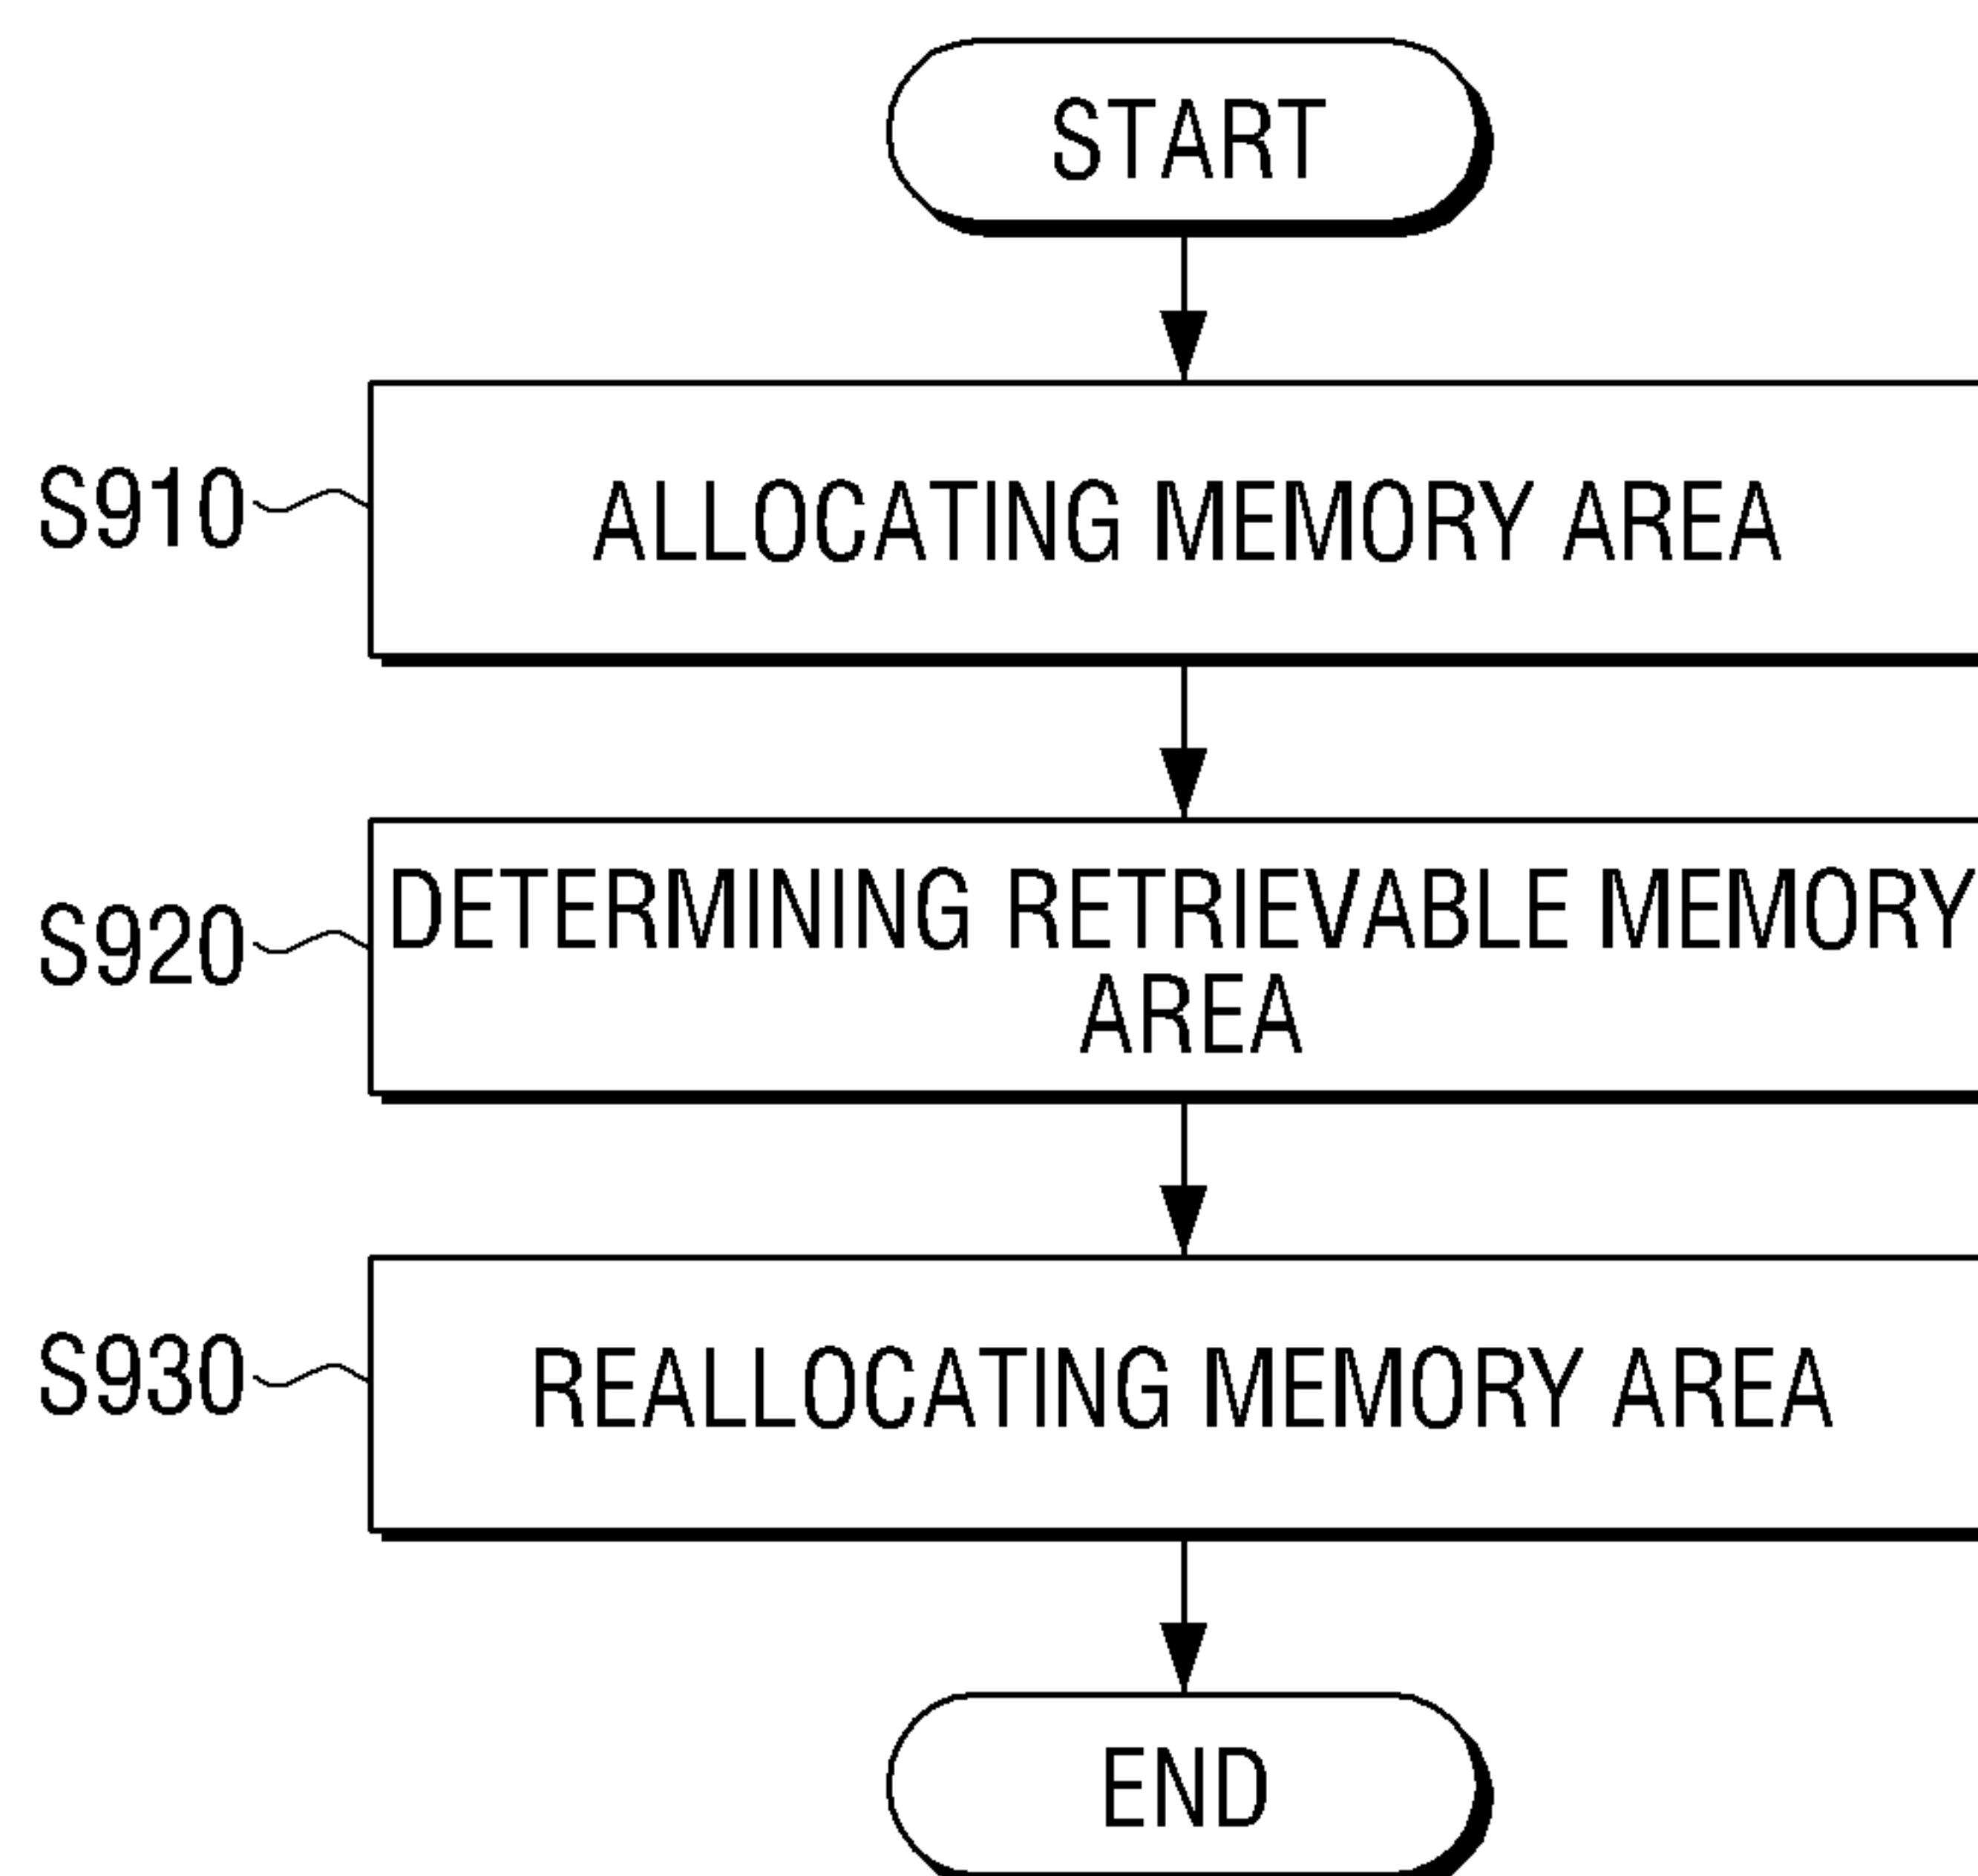 START
S910
ALLOCATING MEMORY AREA
S920
DETERMINING RETRIEVABLE MEMORY
AREA
S930
REALLOCATING MEMORY AREA
END